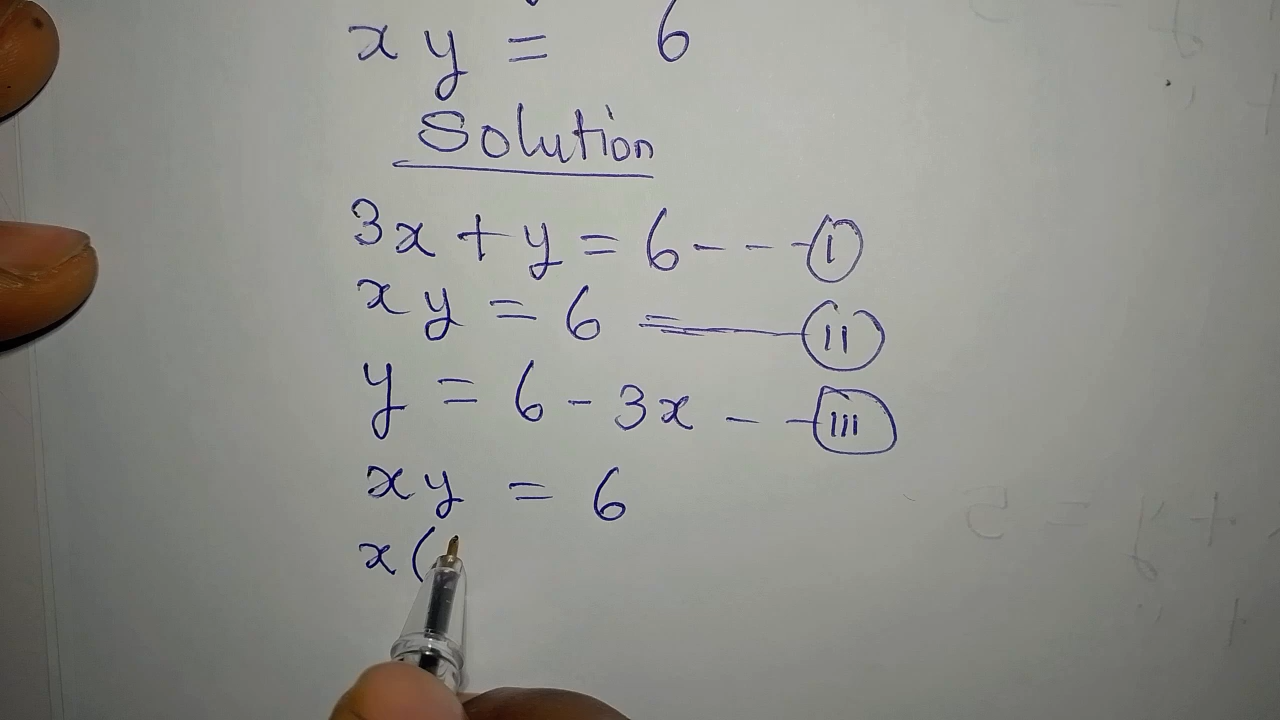 xy = 6
Solution
3x + y = 6 - - - (i)
xy = 6 = (ii)
y = 6 - 3x - - (iii)
xy = 6
x(